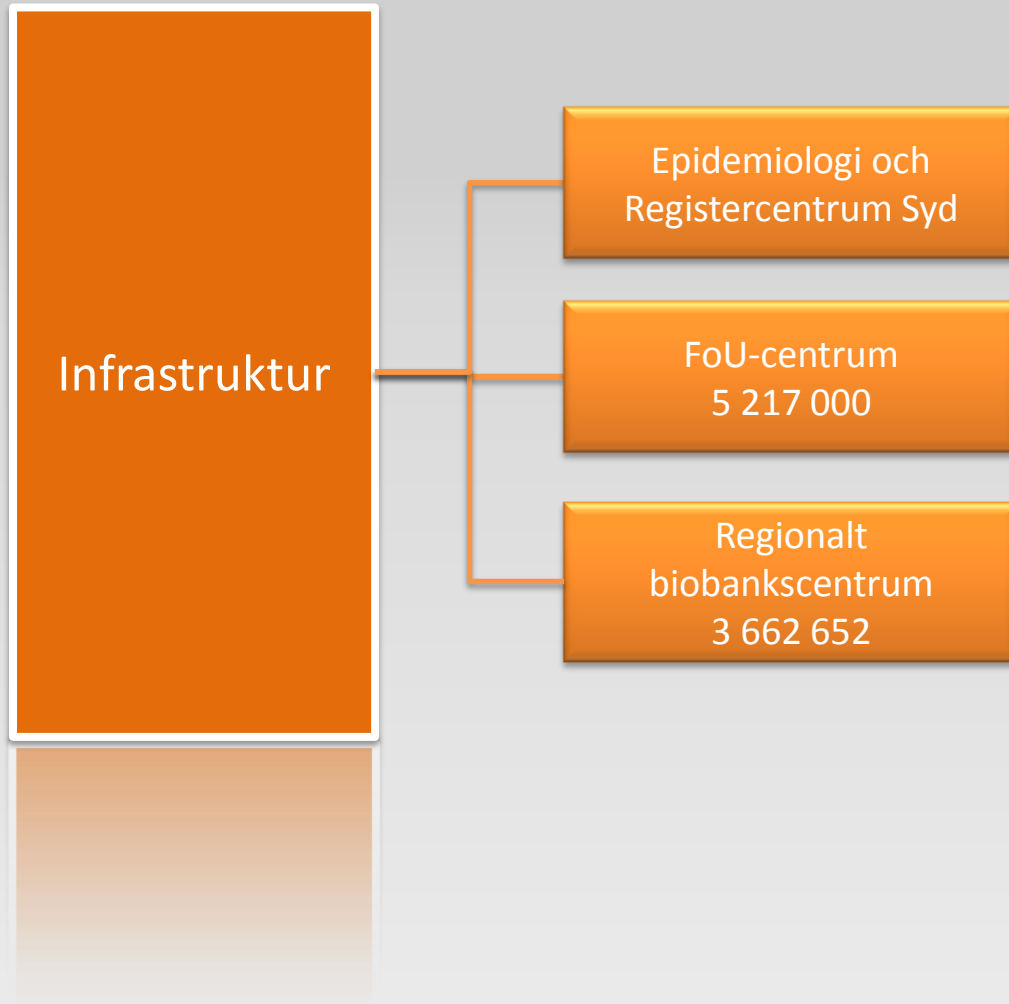 Infrastruktur
Epidemiologi och
Registercentrum Syd
FoU-centrum
5 217 000
Regionalt
biobankscentrum
3 662 652